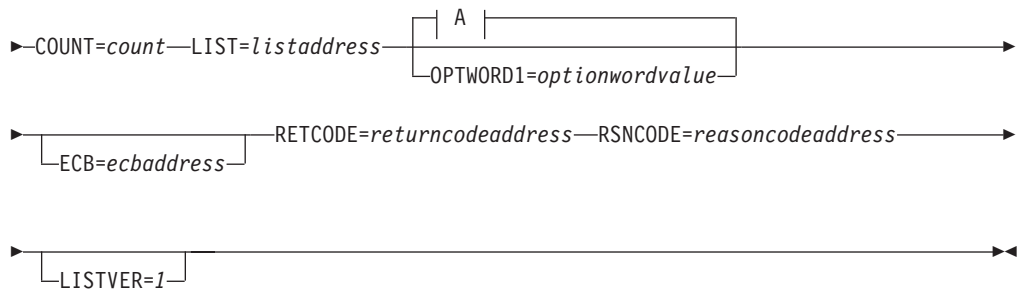 A
COUNT=count LIST=listaddress
OPTWORD1=optionwordvalue
RETCODE=returncodeaddress RSNCODE=reasoncodeaddress
ECB=ecbaddress
LISTVER=1